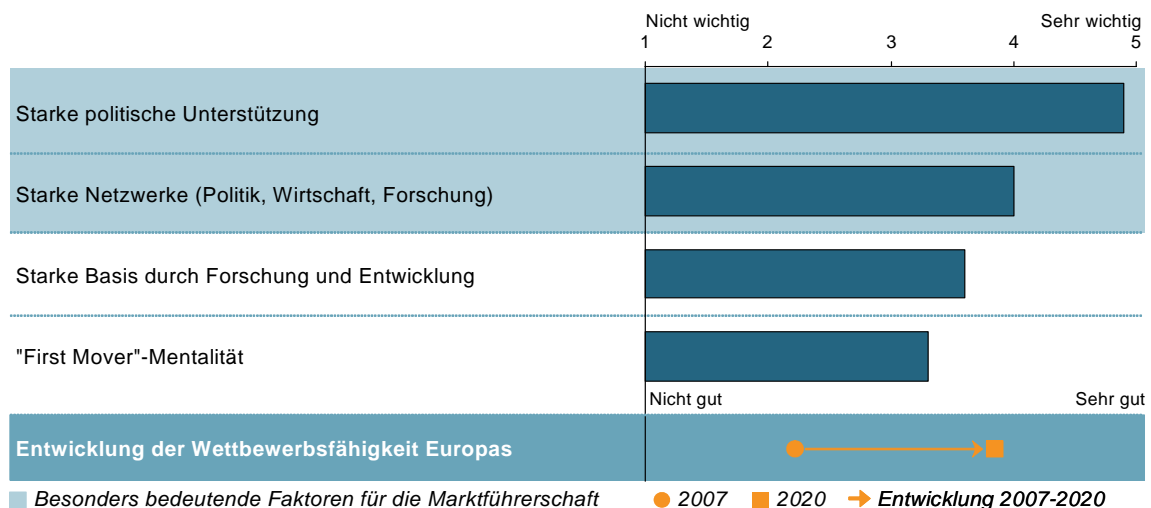 Nicht wichtig Sehr wichtig
1 2 3 4 5
Starke politische Unterstützung
Starke Netzwerke (Politik, Wirtschaft, Forschung)
Starke Basis durch Forschung und Entwicklung
"First Mover"-Mentalität
Nicht gut Sehr gut
Entwicklung der Wettbewerbsfähigkeit Europas
Besonders bedeutende Faktoren für die Marktführerschaft 2007 2020 Entwicklung 2007-2020